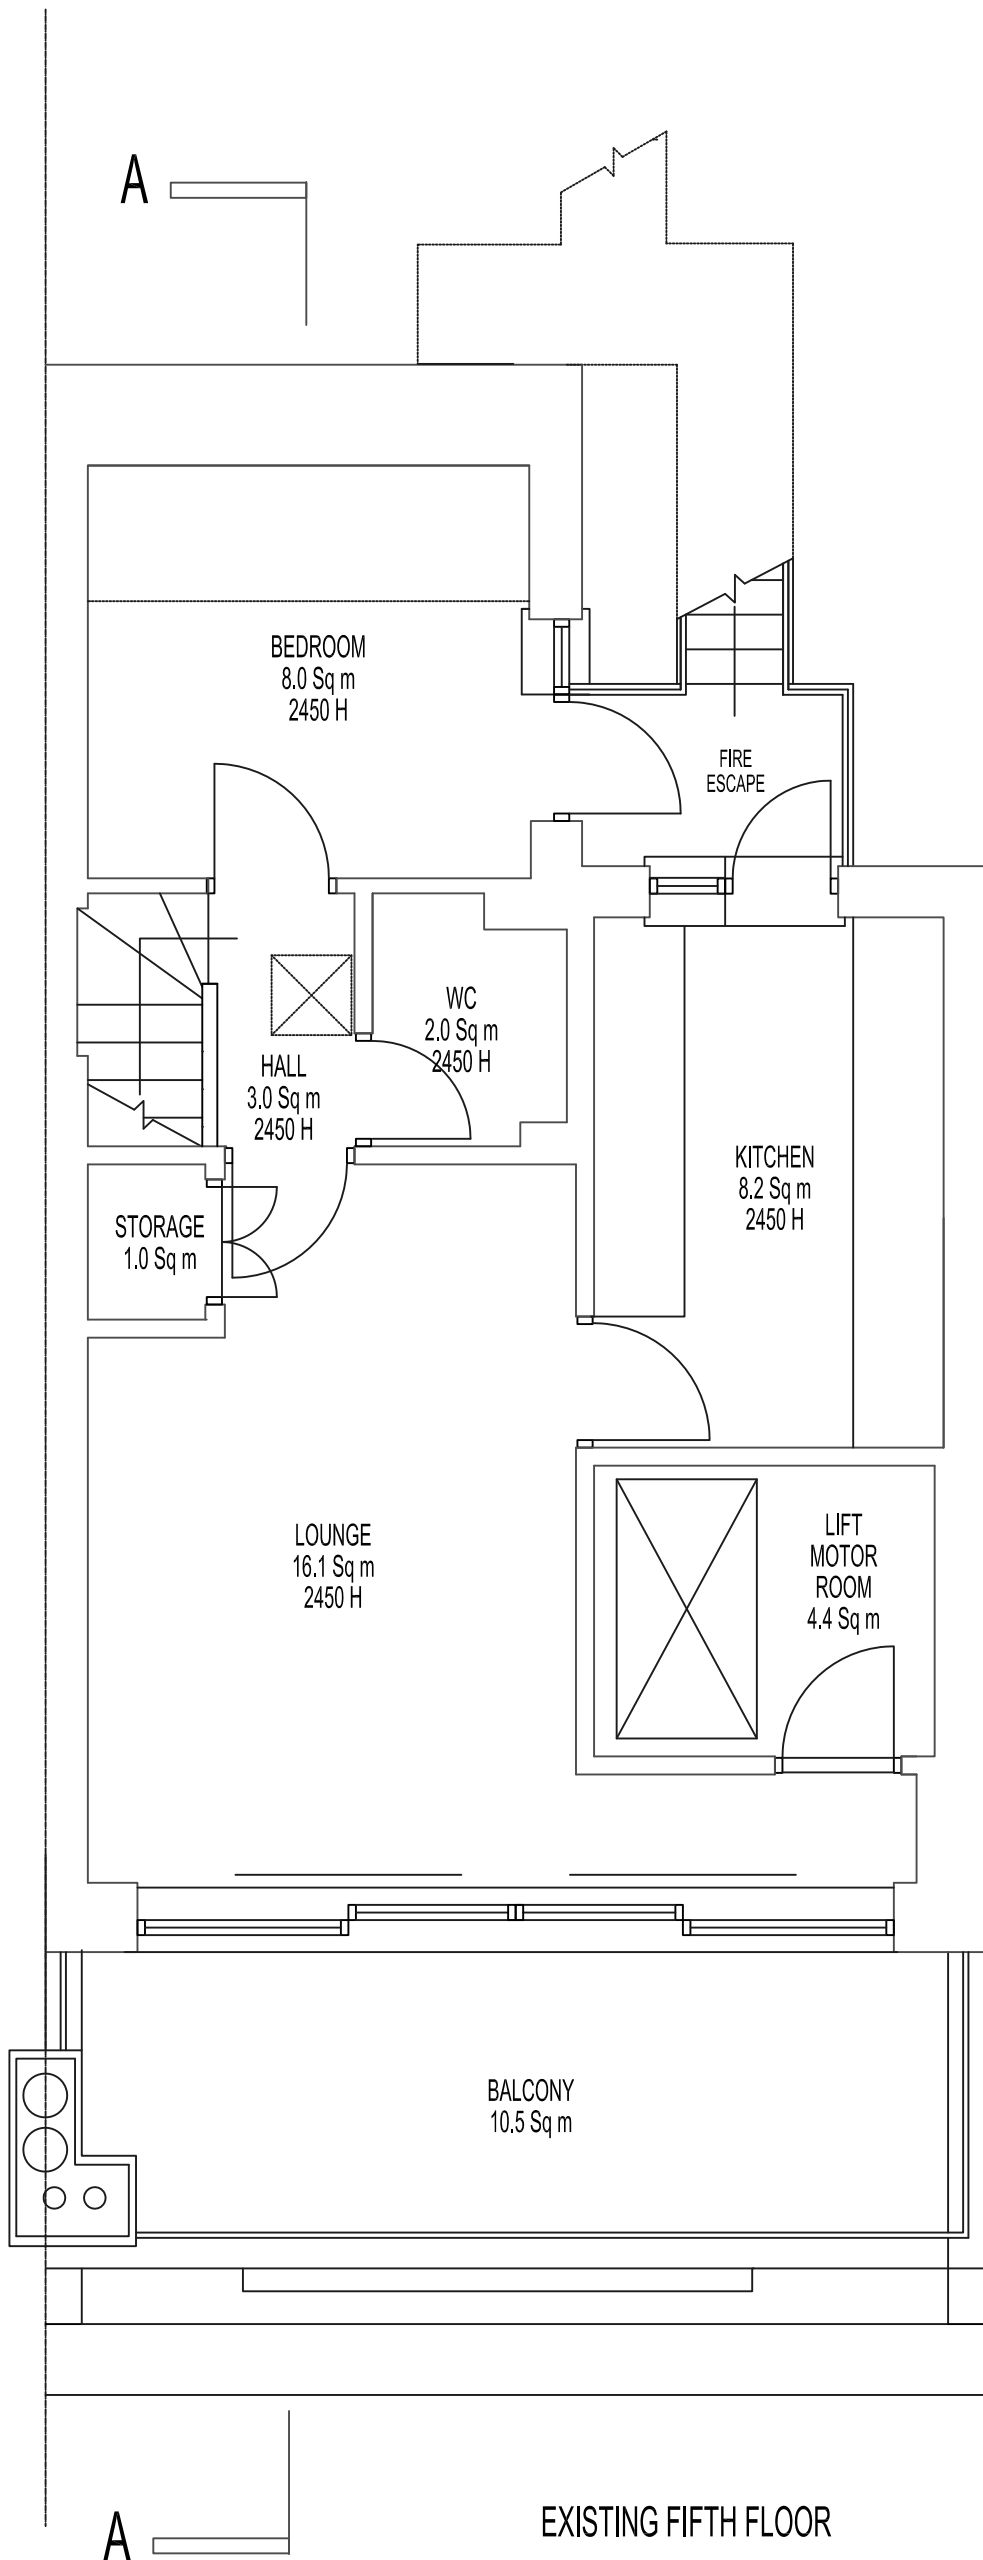 A
BEDROOM
8.0 Sq m
2450 H
FIRE
ESCAPE
WC
2.0 Sq m
2450 H
HALL
3.0 Sq m
2450 H
KITCHEN
8.2 Sq m
2450 H
STORAGE
1.0 Sq m
LOUNGE
16.1 Sq m
2450 H
LIFT
MOTOR
ROOM
4.4 Sq m
BALCONY
10.5 Sq m
EXISTING FIFTH FLOOR
A